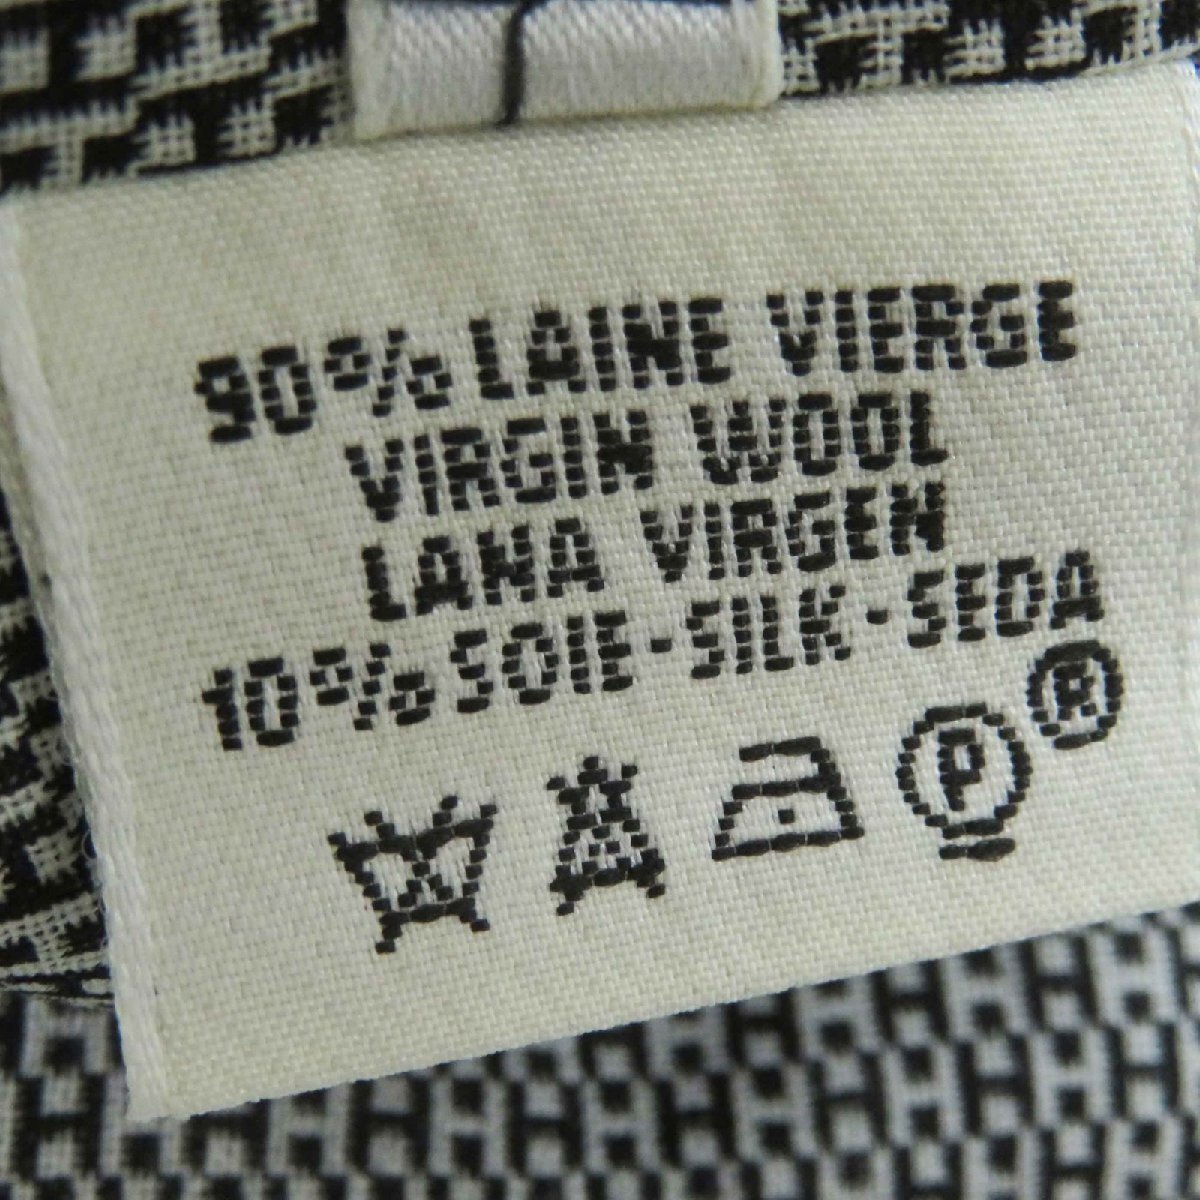 90% LAINE VIERGE
VIRGIN WOOL
LANA VIRGEN
10% SOIE · SILK · SEDA
P ®